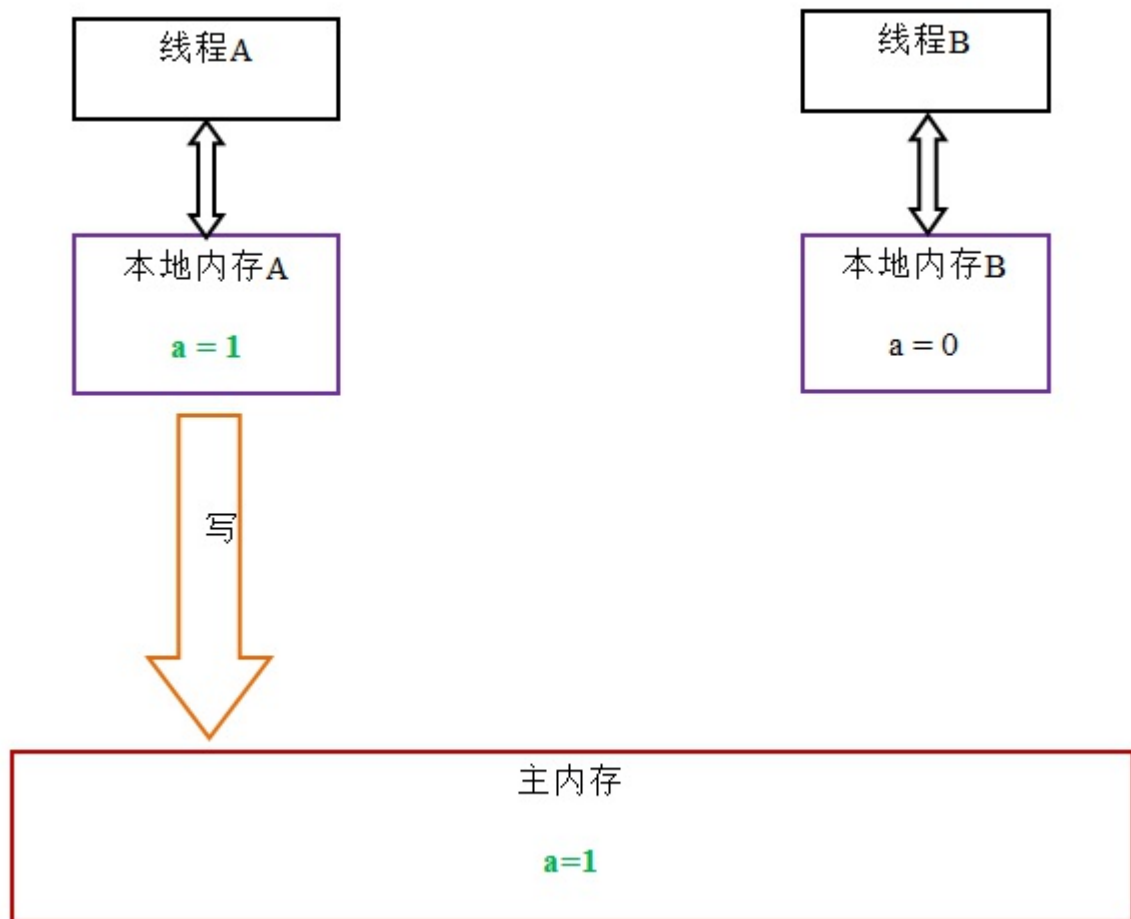 线程A
线程B
本地内存A
a = 1
本地内存B
a = 0
写
主内存
a=1